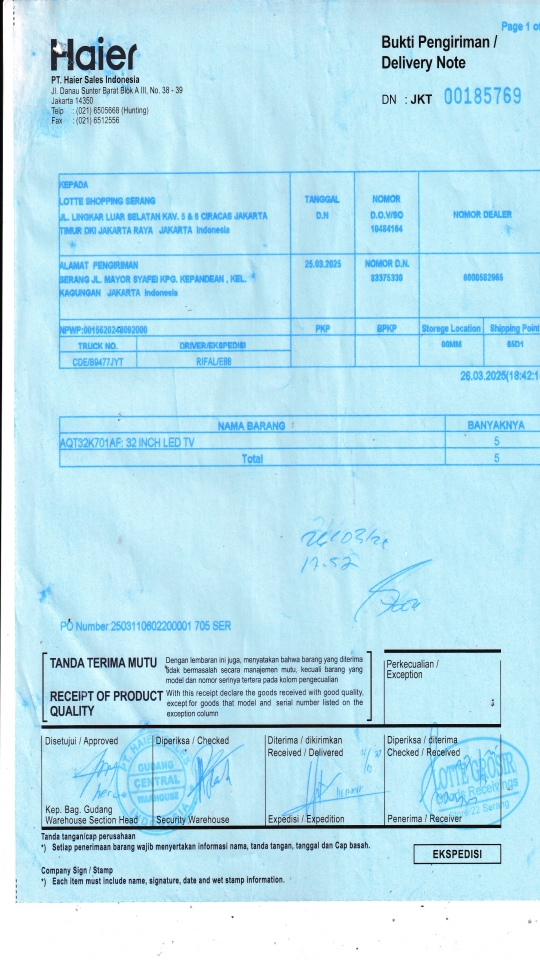 Page 1 of
Haier
Bukti Pengiriman /
Delivery Note
PT. Haier Sales Indonesia
Jl. Danau Sunter Barat Blok A III, No. 38 - 39
Jakarta 14350
Telp : (021) 6505668 (Hunting)
Fax : (021) 6512556
DN : JKT 00185769
KEPADA
LOTTE SHOPPING SERANG
JL. LINGKAR LUAR SELATAN KAV. 5 & 6 CIRACAS JAKARTA
TIMUR DKI JAKARTA RAYA JAKARTA Indonesia
TANGGAL
D.N
NOMOR
D.O.V/SO
10484164
NOMOR DEALER
ALAMAT PENGIRIMAN
SERANG JL. MAYOR SYAFEI KPG. KEPANDEAN , KEL.
KAGUNGAN JAKARTA Indonesia
25.03.2025
NOMOR D.N.
83375330
6000582965
NPWP:0015620248092000
PKP
BPKP
Storege Location
Shipping Point
TRUCK NO.
DRIVER/EKSPEDISI
00MM
65D1
CDE/B9477JYT
RIFAL/EB6
26.03.2025(18:42:1
NAMA BARANG
BANYAKNYA
AQT32K701AF: 32 INCH LED TV
5
Total
5
17.52
PO Number:2503110602200001 705 SER
TANDA TERIMA MUTU
Dengan lembaran ini juga, menyatakan bahwa barang yang diterima
tidak bermasalah secara manajemen mutu, kecuali barang yang
model dan nomor serinya tertera pada kolom pengecualian
RECEIPT OF PRODUCT
QUALITY
With this receipt declare the goods received with good quality,
except for goods that model and serial number listed on the
exception column
Perkecualian /
Exception
Disetujui / Approved
Diperiksa / Checked
Diterima / dikirimkan
Received / Delivered
Diperiksa / diterima
Checked / Received
GUDANG
CENTRAL
WAREHOUSE
LOTTE GROSIR
Goods Receivings
Serang
Kep. Bag. Gudang
Warehouse Section Head
Security Warehouse
Expedisi / Expedition
Penerima / Receiver
Tanda tangan/cap perusahaan
*) Setiap penerimaan barang wajib menyertakan informasi nama, tanda tangan, tanggal dan Cap basah.
EKSPEDISI
Company Sign / Stamp
*) Each item must include name, signature, date and wet stamp information.